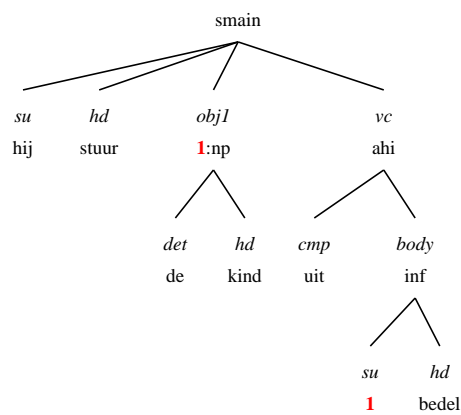 smain
su hd obj1 vc
hij stuur 1:np ahi
det hd cmp body
de kind uit inf
su hd
1 bedel